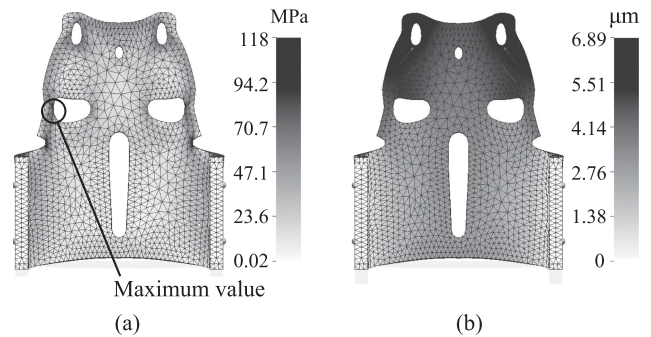 MPa
118
94.2
70.7
47.1
23.6
0.02
Maximum value
(a)
μm
6.89
5.51
4.14
2.76
1.38
0
(b)